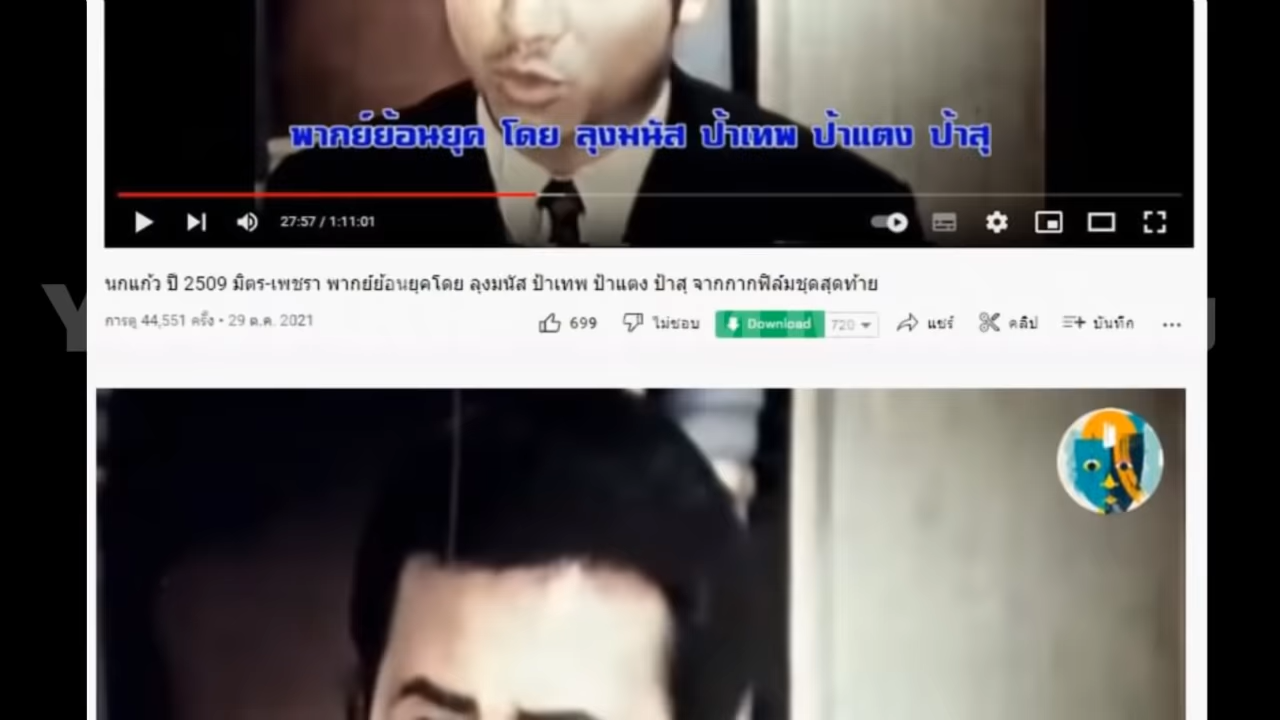 พากย์ย้อนยุค โดย ลุงมนัส ป้าเทพ ป้าแตง ป้าสุ
27:57 / 1:11:01
นกแก้ว ปี 2509 มิตร-เพชรา พากย์ย้อนยุคโดย ลุงมนัส ป้าเทพ ป้าแตง ป้าสุ จากกากฟิล์มชุดสุดท้าย
การดู 44,551 ครั้ง • 29 ต.ค. 2021 699 ไม่ชอบ Download 720 แชร์ คลิป บันทึก ...